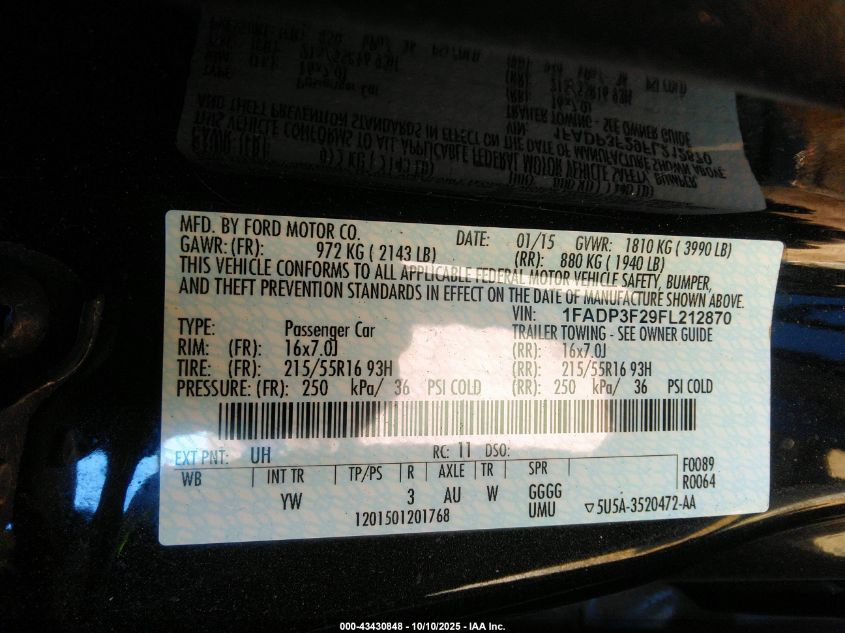 MFD. BY FORD MOTOR CO. DATE: 01/15 GVWR: 1810 KG ( 3990 LB)
GAWR: (FR): 972 KG ( 2143 LB) (RR): 880 KG ( 1940 LB)
THIS VEHICLE CONFORMS TO ALL APPLICABLE FEDERAL MOTOR VEHICLE SAFETY, BUMPER,
AND THEFT PREVENTION STANDARDS IN EFFECT ON THE DATE OF MANUFACTURE SHOWN ABOVE.
VIN: 1FADP3F29FL212870
TYPE: Passenger Car TRAILER TOWING - SEE OWNER GUIDE
RIM: (FR): 16x7.0J (RR): 16x7.0J
TIRE: (FR): 215/55R16 93H (RR): 215/55R16 93H
PRESSURE: (FR): 250 kPa/ 36 PSI COLD (RR): 250 kPa/ 36 PSI COLD
EXT PNT: UH RC: 11 DSO:
WB INT TR TP/PS R AXLE TR SPR F0089
YW 3 AU W GGGG R0064
1201501201768 UMU ▽5U5A-3520472-AA
000-43430848 - 10/10/2025 - IAA Inc.